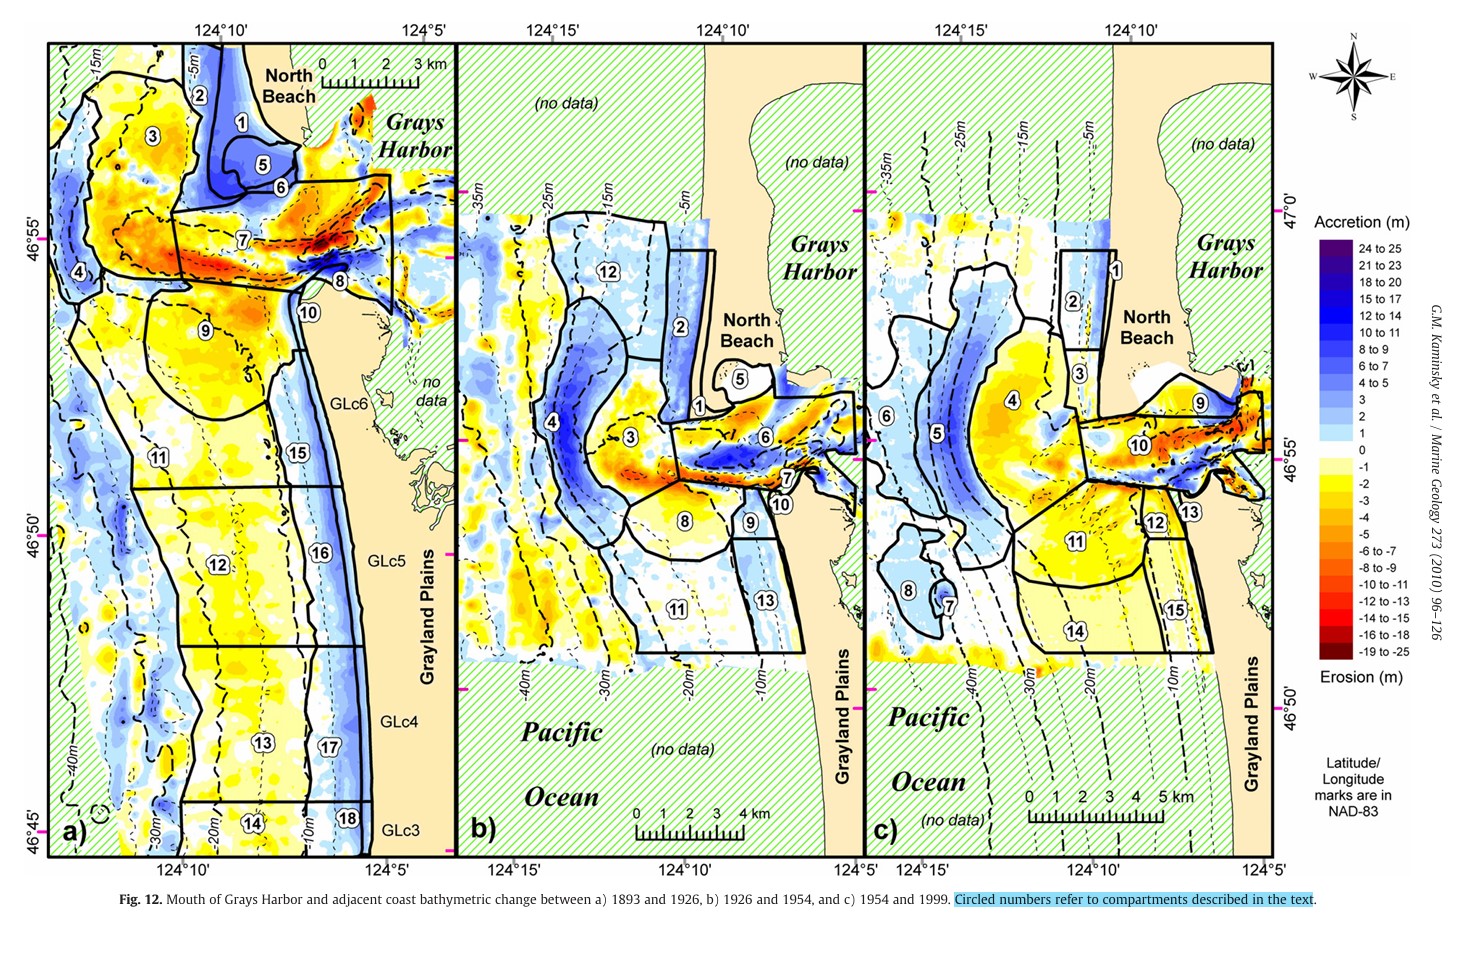 124°10' 124°5' 124°15' 124°10' 124°15' 124°10'
N
W E
S
-15m
-5m
North
Beach
0 1 2 3 km
Grays
Harbor
2
1
3
5
6
7
4
8
9
10
no
data
GLc6
11
15
12
16
GLc5
Grayland Plains
GLc4
13
17
-40m
14
18
GLc3
-30m
-20m
-10m
a)
46°55'
46°50'
46°45'
124°10' 124°5'
(no data)
(no data)
-35m
-25m
-15m
-5m
Grays
Harbor
12
2
North
Beach
5
1
4
3
6
7
8
9
10
11
13
-40m
-30m
-20m
-10m
Pacific
Ocean
(no data)
Grayland Plains
0 1 2 3 4 km
b)
124°15' 124°10' 124°5'
-35m
-25m
-15m
-5m
(no data)
Grays
Harbor
1
2
North
Beach
3
4
5
6
9
10
11
12
13
8
7
14
15
-40m
-30m
-20m
-10m
Pacific
Ocean
(no data)
Grayland Plains
0 1 2 3 4 5 km
c)
124°15' 124°10' 124°5'
47°0'
46°55'
46°50'
Accretion (m)
24 to 25
21 to 23
18 to 20
15 to 17
12 to 14
10 to 11
8 to 9
6 to 7
4 to 5
3
2
1
0
-1
-2
-3
-4
-5
-6 to -7
-8 to -9
-10 to -11
-12 to -13
-14 to -15
-16 to -18
-19 to -25
Erosion (m)
Latitude/
Longitude
marks are in
NAD-83
G.M. Kaminsky et al. / Marine Geology 273 (2010) 96–126
Fig. 12. Mouth of Grays Harbor and adjacent coast bathymetric change between a) 1893 and 1926, b) 1926 and 1954, and c) 1954 and 1999. Circled numbers refer to compartments described in the text.